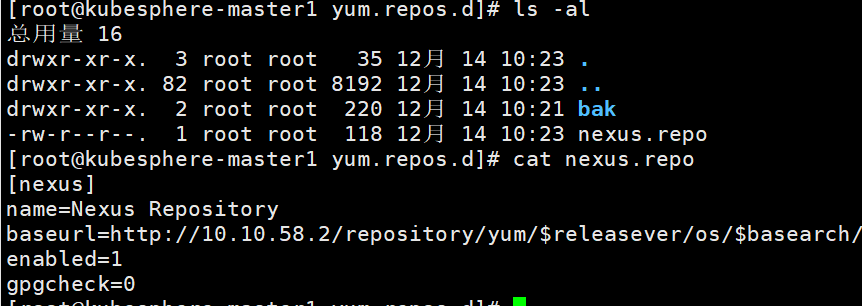 [root@kubesphere-master1 yum.repos.d]# ls -al
总用量 16
drwxr-xr-x.  3 root root   35 12月 14 10:23 .
drwxr-xr-x. 82 root root 8192 12月 14 10:23 ..
drwxr-xr-x.  2 root root  220 12月 14 10:21 bak
-rw-r--r--.  1 root root  118 12月 14 10:23 nexus.repo
[root@kubesphere-master1 yum.repos.d]# cat nexus.repo
[nexus]
name=Nexus Repository
baseurl=http://10.10.58.2/repository/yum/$releasever/os/$basearch/
enabled=1
gpgcheck=0
[root@kubesphere-master1 yum.repos.d]#